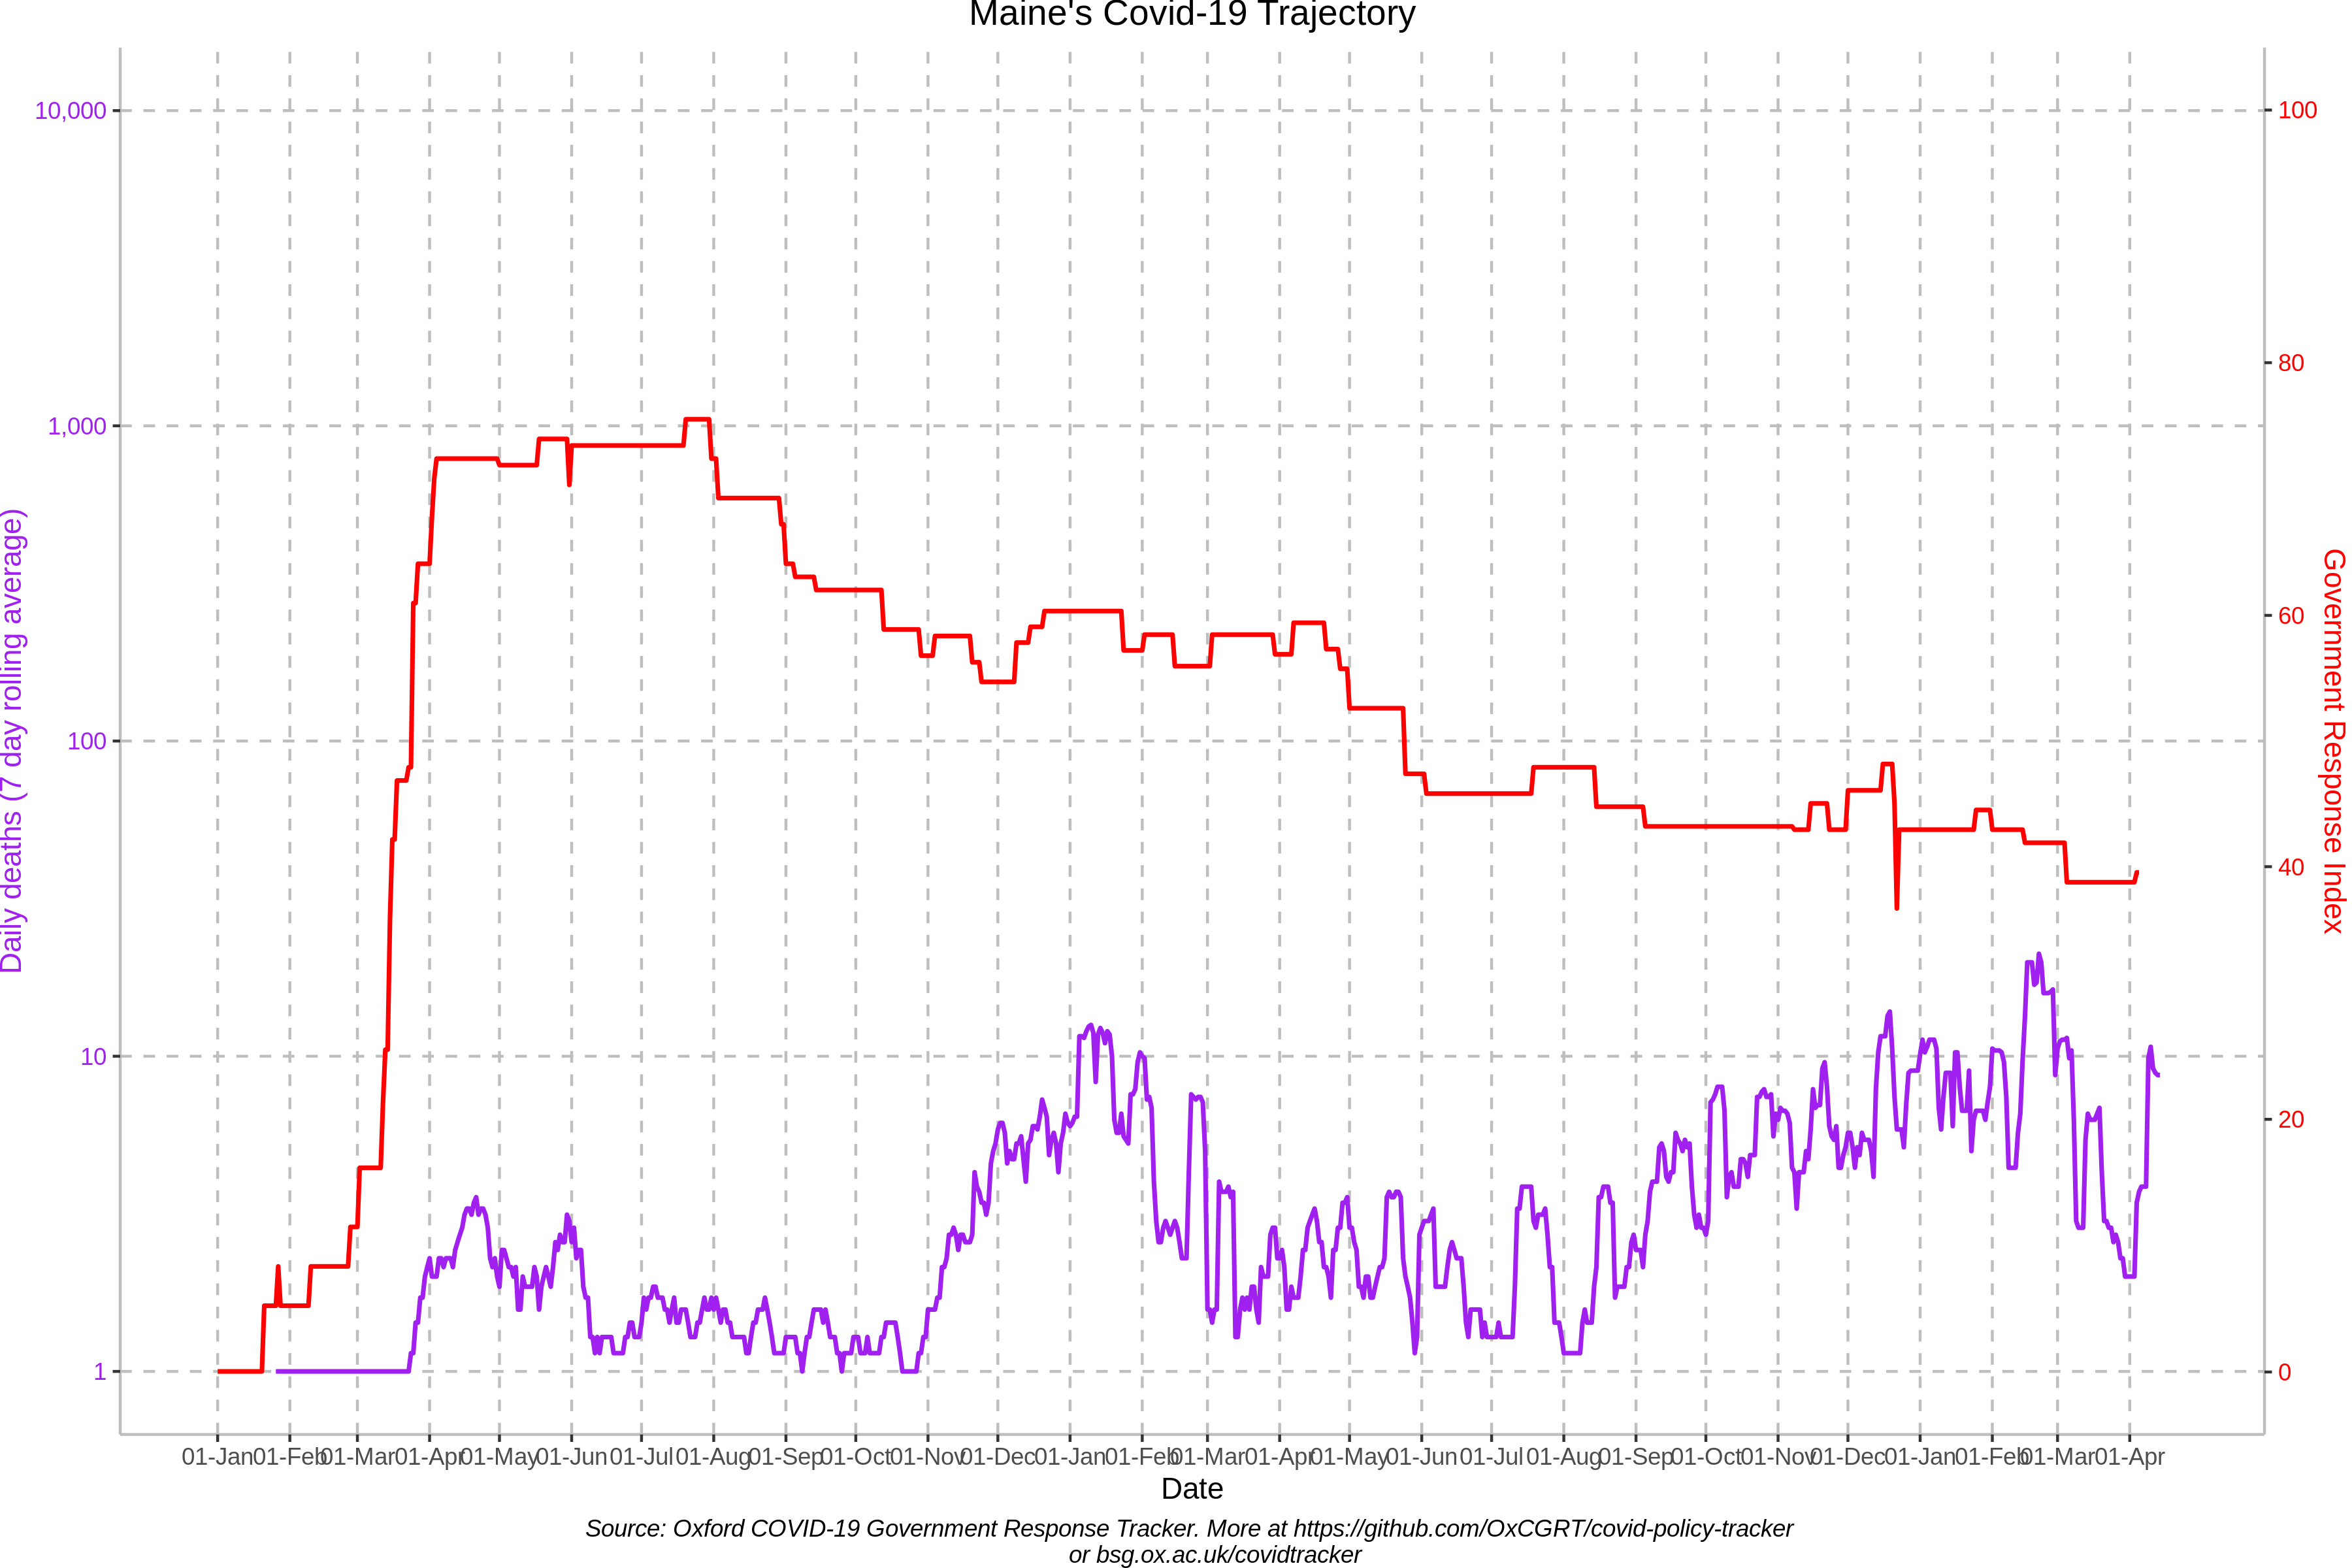 Maine's Covid-19 Trajectory
10,000
1,000
100
10
1
Daily deaths (7 day rolling average)
100
80
60
40
20
0
Government Response Index
01-Jan 01-Feb 01-Mar 01-Apr 01-May 01-Jun 01-Jul 01-Aug 01-Sep 01-Oct 01-Nov 01-Dec 01-Jan 01-Feb 01-Mar 01-Apr 01-May 01-Jun 01-Jul 01-Aug 01-Sep 01-Oct 01-Nov 01-Dec 01-Jan 01-Feb 01-Mar 01-Apr
Date
Source: Oxford COVID-19 Government Response Tracker. More at https://github.com/OxCGRT/covid-policy-tracker
or bsg.ox.ac.uk/covidtracker